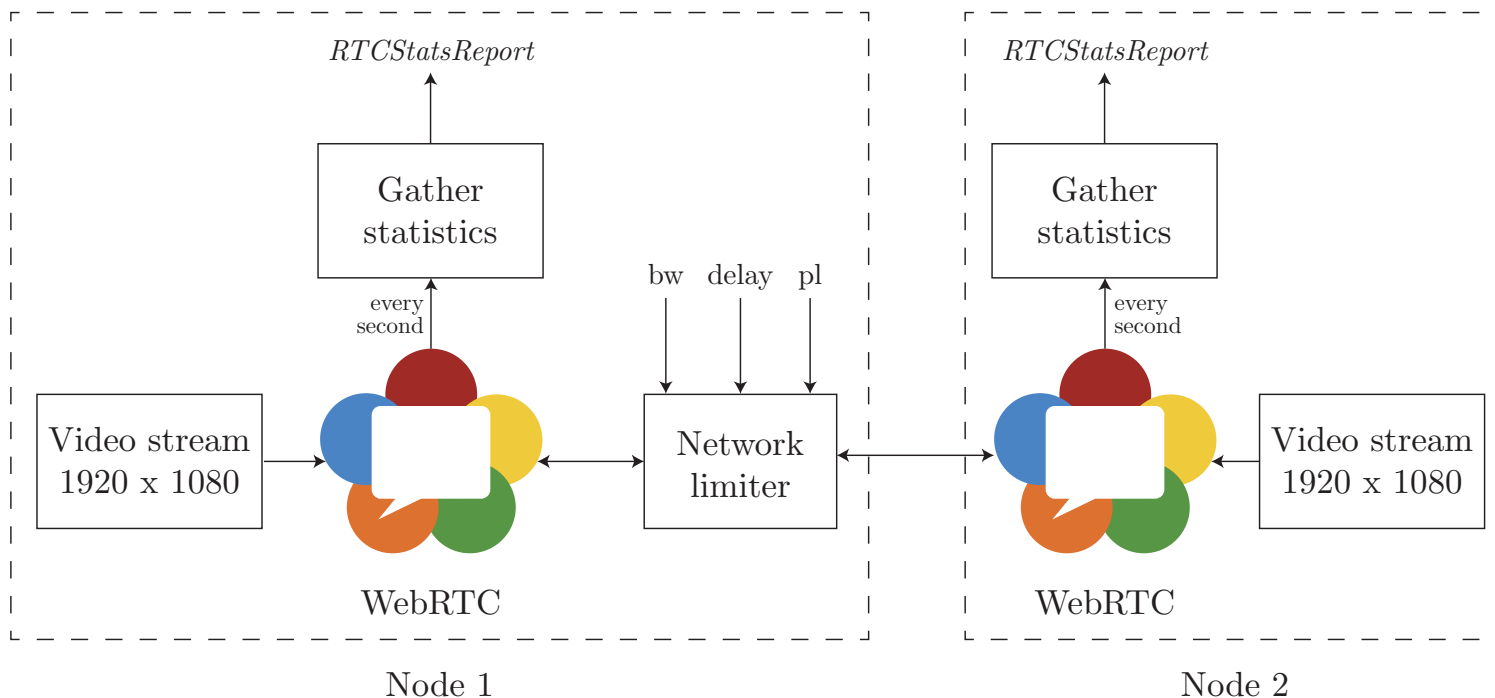 RTCStatsReport
Gather
statistics
bw delay pl
every
second
Video stream
1920 x 1080
Network
limiter
WebRTC
Node 1
RTCStatsReport
Gather
statistics
every
second
Video stream
1920 x 1080
WebRTC
Node 2